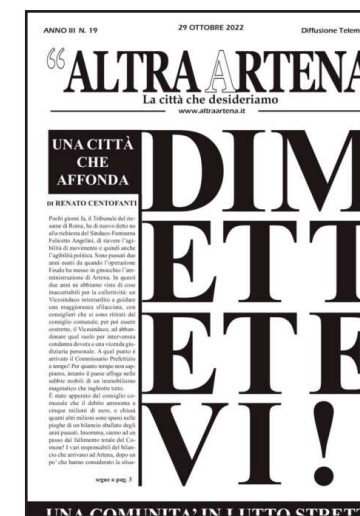 ANNO III N. 19 29 OTTOBRE 2022 Diffusione Telem
“ALTRA ARTENA
La città che desideriamo
www.altraartena.it
UNA CITTÀ
CHE
AFFONDA
DI RENATO CENTOFANTI
Pochi giorni fa, il Tribunale del rie-
same di Roma, ha di nuovo detto no
alla richiesta del Sindaco-Fantasma
Felicetto Angelini, di riavere l'agi-
bilità di movimento e quindi anche
l'agibilità politica. Sono passati due
anni esatti da quando l'operazione
Feudo ha messo in ginocchio l'am-
ministrazione di Artena. In questi
due anni ne abbiamo viste di cose
inaccettabili per la collettività: un
Vicesindaco intestardito a guidare
una maggioranza sfilacciata, con
consiglieri che si sono ritirati dal
consiglio comunale, per poi essere
costretto, il Vicesindaco, ad abban-
donare quel ruolo per intervenuta
condanna dovuta a una vicenda giu-
diziaria personale. A quel punto è
arrivato il Commissario Prefettizio
a tempo! Per quanto tempo non sap-
piamo, intanto il paese affoga nelle
sabbie mobili di un immobilismo
magmatico che inghiotte tutto.
È stato appurato dal consiglio co-
munale che il debito ammonta a
cinque milioni di euro, e chissà
quanti altri milioni sono sparsi nelle
pieghe di un bilancio sballato degli
anni passati. Insomma, siamo ad un
passo dal fallimento totale del Co-
mune! I vari responsabili del bilan-
cio che arrivano ad Artena, dopo un
po' che hanno considerato la situa-
segue a pag. 3
DIM
ETT
ETE
VI!
UNA COMUNITA' IN LUTTO STRETT